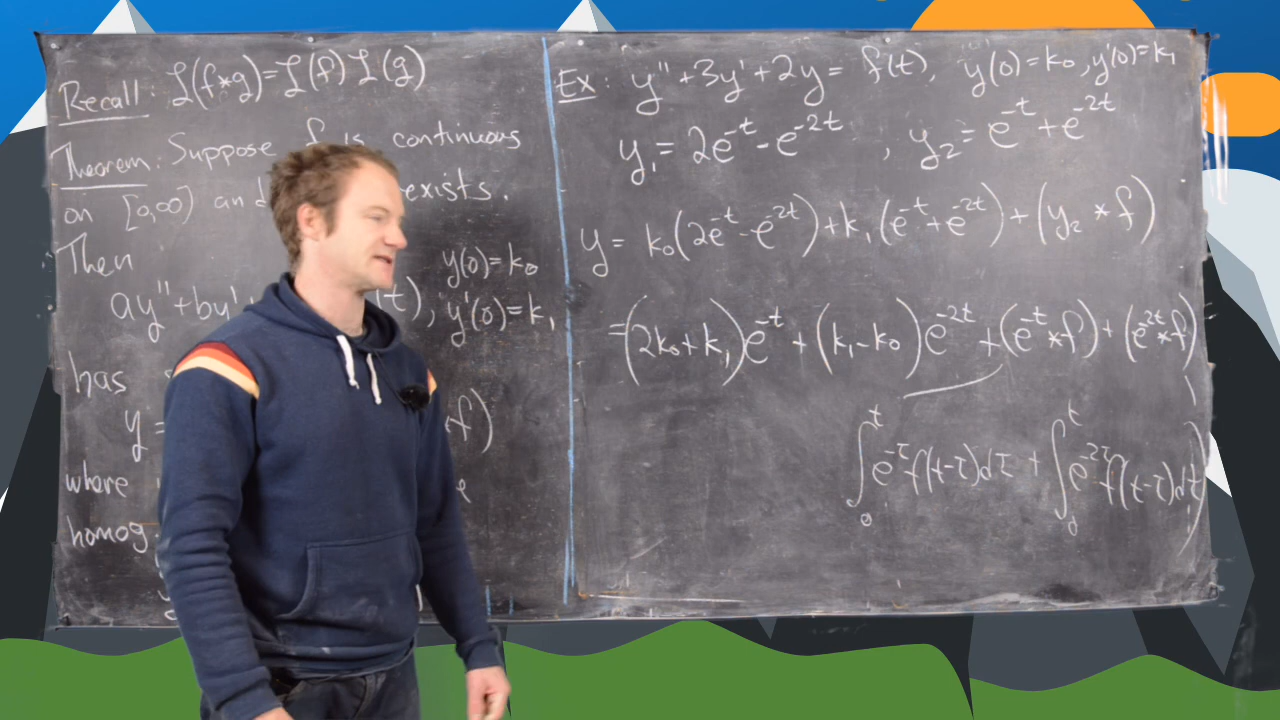 Recall: ℒ(f*g)=ℒ(f)ℒ(g)
Theorem: Suppose f is continuous
on [0,∞) and exists.
Then y(0)=k₀
ay''+by' t), y'(0)=k₁
has
y = *f)
where
homog.
Ex: y''+3y'+2y= f(t), y(0)=k₀, y'(0)=k₁
y₁= 2e^{-t}-e^{-2t} , y₂= e^{-t}+e^{-2t}
y= k₀(2e^{-t}-e^{-2t})+k₁(e^{-t}+e^{-2t})+(y₂ *f)
=(2k₀+k₁)e^{-t}+(k₁-k₀)e^{-2t}+(e^{-t}*f)+(e^{-2t}*f)
∫₀^t e^{-τ}f(t-τ)dτ + ∫₀^t e^{-2τ}f(t-τ)dτ)